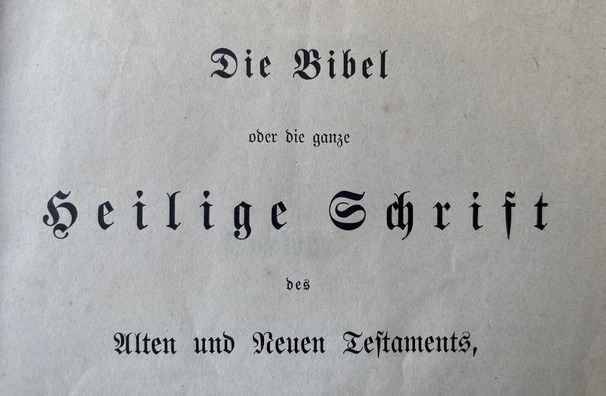 Die Bibel
oder die ganze
Heilige Schrift
des
Alten und Neuen Teſtaments,